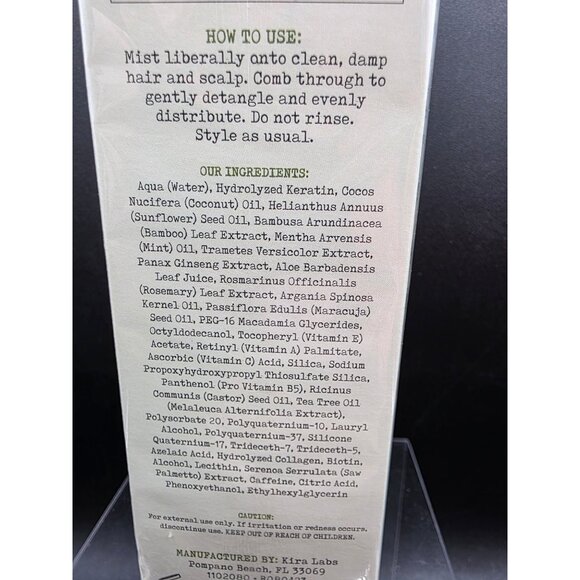 HOW TO USE:
Mist liberally onto clean, damp
hair and scalp. Comb through to
gently detangle and evenly
distribute. Do not rinse.
Style as usual.
OUR INGREDIENTS:
Aqua (Water), Hydrolyzed Keratin, Cocos
Nucifera (Coconut) Oil, Helianthus Annuus
(Sunflower) Seed Oil, Bambusa Arundinacea
(Bamboo) Leaf Extract, Mentha Arvensis
(Mint) Oil, Trametes Versicolor Extract,
Panax Ginseng Extract, Aloe Barbadensis
Leaf Juice, Rosmarinus Officinalis
(Rosemary) Leaf Extract, Argania Spinosa
Kernel Oil, Passiflora Edulis (Maracuja)
Seed Oil, PEG-16 Macadamia Glycerides,
Octyldodecanol, Tocopheryl (Vitamin E)
Acetate, Retinyl (Vitamin A) Palmitate,
Ascorbic (Vitamin C) Acid, Silica, Sodium
Propoxyhydroxypropyl Thiosulfate Silica,
Panthenol (Pro Vitamin B5), Ricinus
Communis (Castor) Seed Oil, Tea Tree Oil
(Melaleuca Alternifolia Extract),
Polysorbate 20, Polyquaternium-10, Lauryl
Alcohol, Polyquaternium-37, Silicone
Quaternium-17, Trideceth-7, Trideceth-5,
Azelaic Acid, Hydrolyzed Collagen, Biotin,
Alcohol, Lecithin, Serenoa Serrulata (Saw
Palmetto) Extract, Caffeine, Citric Acid,
Phenoxyethanol, Ethylhexylglycerin
CAUTION:
For external use only. If irritation or redness occurs,
discontinue use. KEEP OUT OF REACH OF CHILDREN.
MANUFACTURED BY: Kira Labs
Pompano Beach, FL 33069